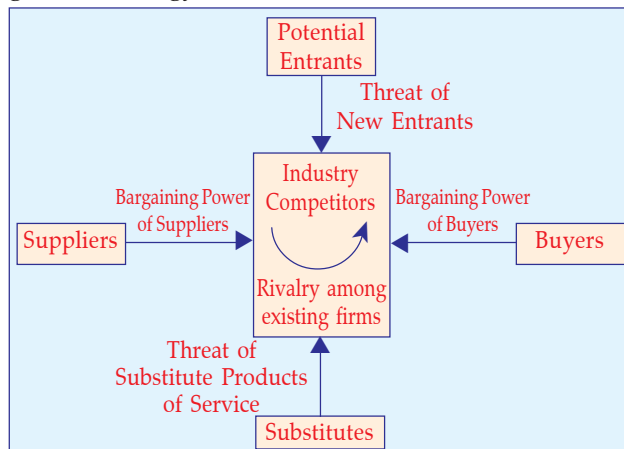 Potential
Entrants
Threat of
New Entrants
Industry
Competitors
Bargaining Power
of Suppliers
Bargaining Power
of Buyers
Suppliers
Buyers
Rivalry among
existing firms
Threat of
Substitute Products
of Service
Substitutes